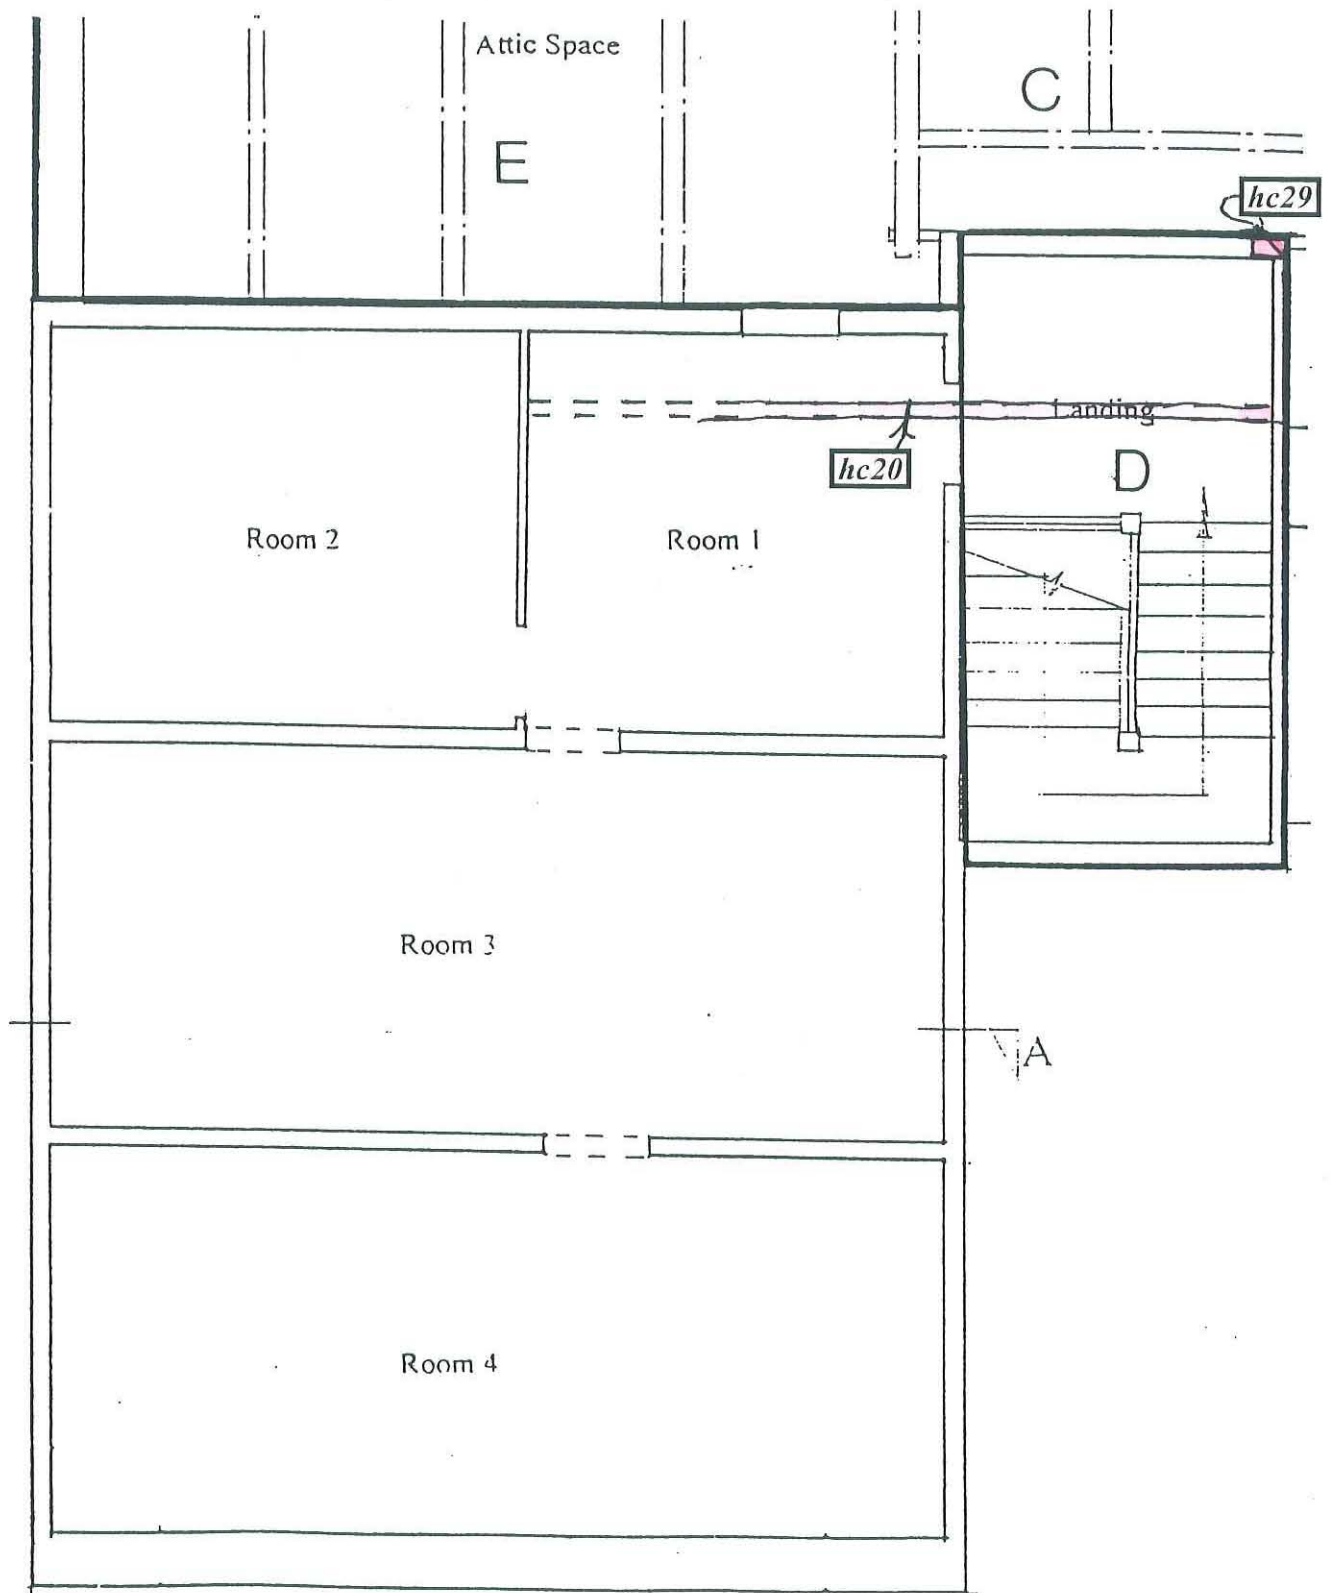 Attic Space
C
E
hc29
Landing
hc20
D
Room 2
Room 1
Room 3
A
Room 4